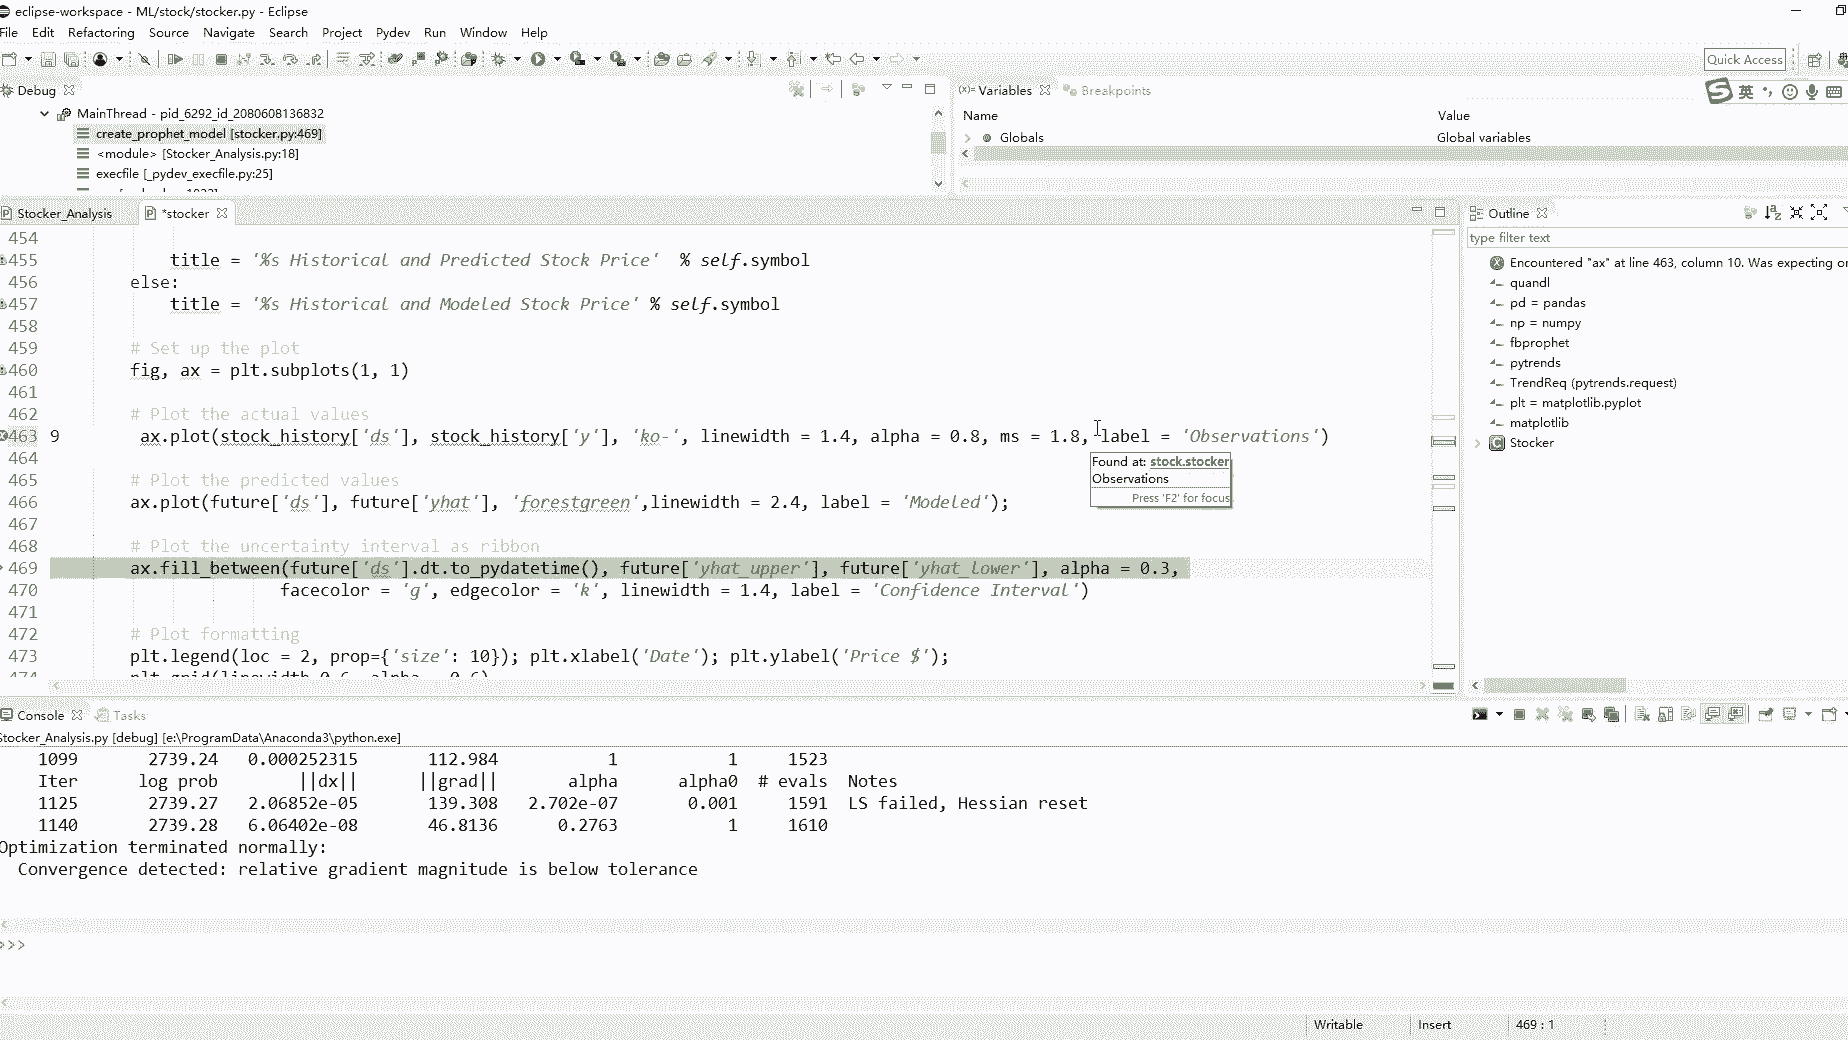 eclipse-workspace - ML/stock/stocker.py - Eclipse
File Edit Refactoring Source Navigate Search Project Pydev Run Window Help
Quick Access
Debug
MainThread - pid_6292_id_2080608136832
create_prophet_model [stocker.py:469]
<module> [Stocker_Analysis.py:18]
execfile [_pydev_execfile.py:25]
(x)= Variables Breakpoints
英
Name Value
Globals Global variables
Stocker_Analysis *stocker
454
455 title = '%s Historical and Predicted Stock Price' % self.symbol
456 else:
457 title = '%s Historical and Modeled Stock Price' % self.symbol
458
459 # Set up the plot
460 fig, ax = plt.subplots(1, 1)
461
462 # Plot the actual values
463 9 ax.plot(stock_history['ds'], stock_history['y'], 'ko-', linewidth = 1.4, alpha = 0.8, ms = 1.8, label = 'Observations')
464
465 # Plot the predicted values
466 ax.plot(future['ds'], future['yhat'], 'forestgreen',linewidth = 2.4, label = 'Modeled');
467
468 # Plot the uncertainty interval as ribbon
469 ax.fill_between(future['ds'].dt.to_pydatetime(), future['yhat_upper'], future['yhat_lower'], alpha = 0.3,
470 facecolor = 'g', edgecolor = 'k', linewidth = 1.4, label = 'Confidence Interval')
471
472 # Plot formatting
473 plt.legend(loc = 2, prop={'size': 10}); plt.xlabel('Date'); plt.ylabel('Price $');
Found at: stock.stocker
Observations
Press 'F2' for focus
Outline
type filter text
Encountered "ax" at line 463, column 10. Was expecting
quandl
pd = pandas
np = numpy
fbprophet
pytrends
TrendReq (pytrends.request)
plt = matplotlib.pyplot
matplotlib
Stocker
Console Tasks
Stocker_Analysis.py [debug] [e:\ProgramData\Anaconda3\python.exe]
1099 2739.24 0.000252315 112.984 1 1 1523
Iter log prob ||dx|| ||grad|| alpha alpha0 # evals Notes
1125 2739.27 2.06852e-05 139.308 2.702e-07 0.001 1591 LS failed, Hessian reset
1140 2739.28 6.06402e-08 46.8136 0.2763 1 1610
Optimization terminated normally:
Convergence detected: relative gradient magnitude is below tolerance
>>>
Writable Insert 469 : 1